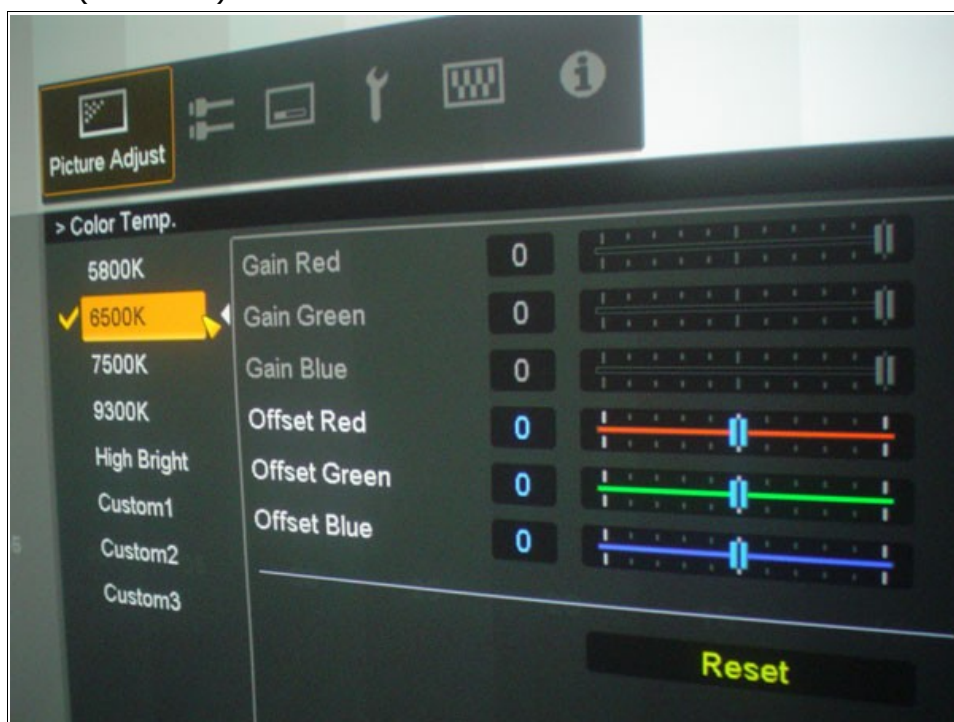 Picture Adjust
> Color Temp.
5800K
6500K
7500K
9300K
High Bright
Custom1
Custom2
Custom3
Gain Red 0
Gain Green 0
Gain Blue 0
Offset Red 0
Offset Green 0
Offset Blue 0
Reset